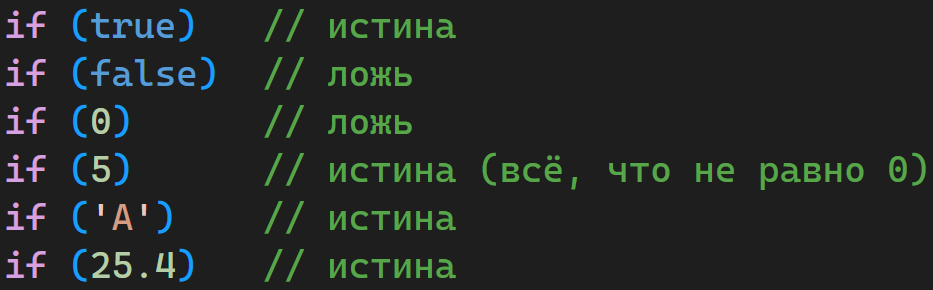 if (true)   // истина
if (false)  // ложь
if (0)      // ложь
if (5)      // истина (всё, что не равно 0)
if ('A')    // истина
if (25.4)   // истина